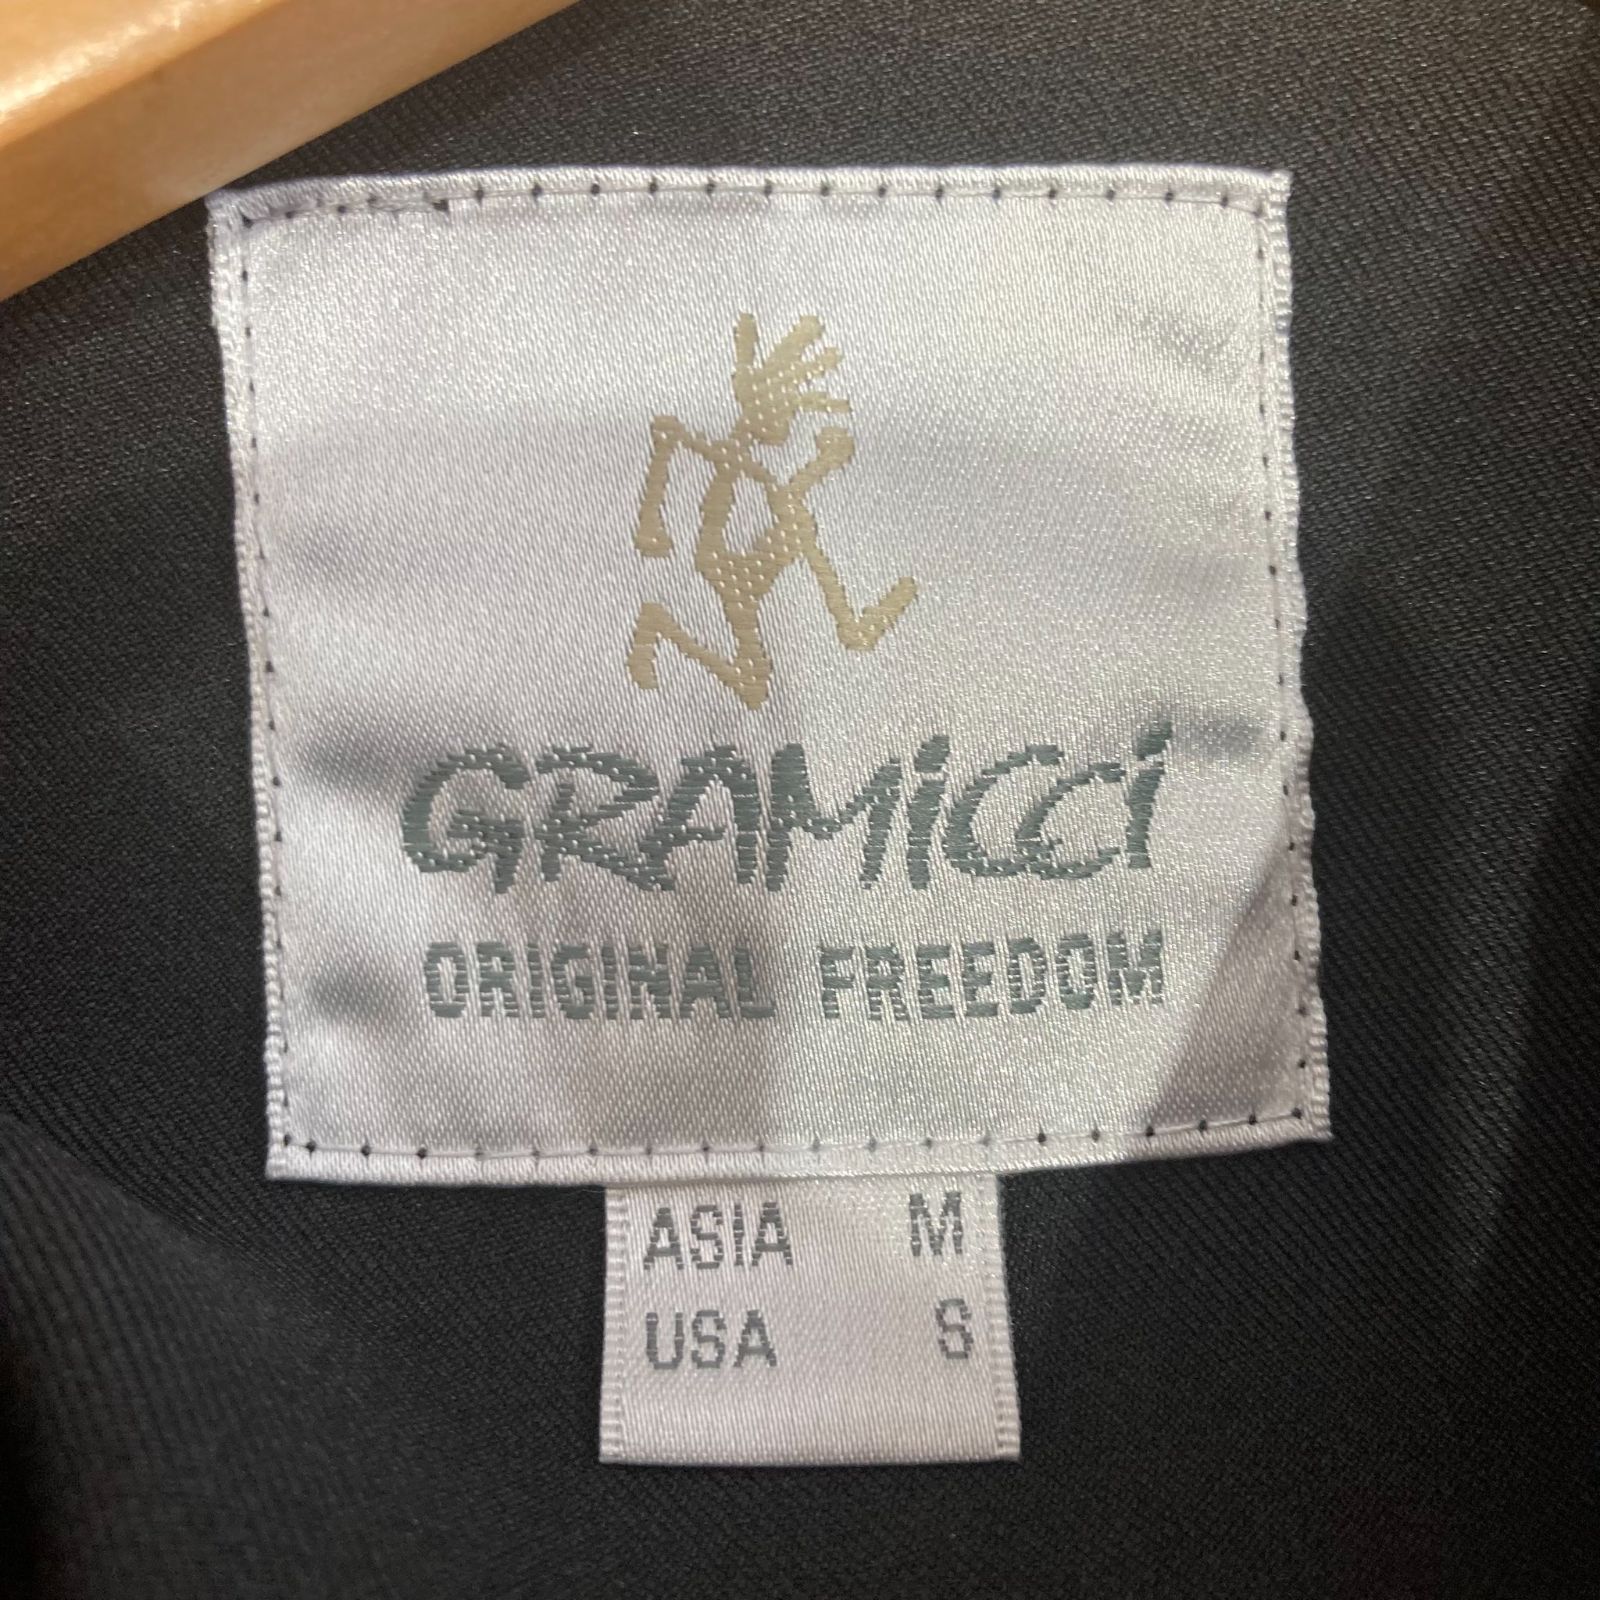 GRAMiCCi
ORIGINAL FREEDOM
ASIA M
USA S